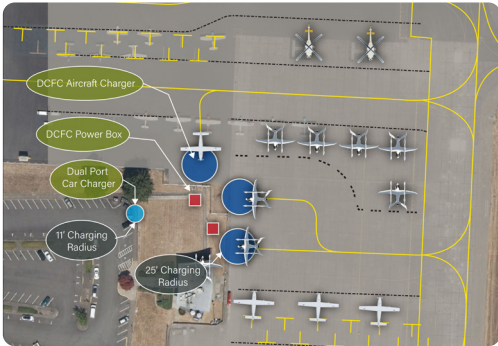 DCFC Aircraft Charger
DCFC Power Box
Dual Port
Car Charger
11' Charging
Radius
25' Charging
Radius